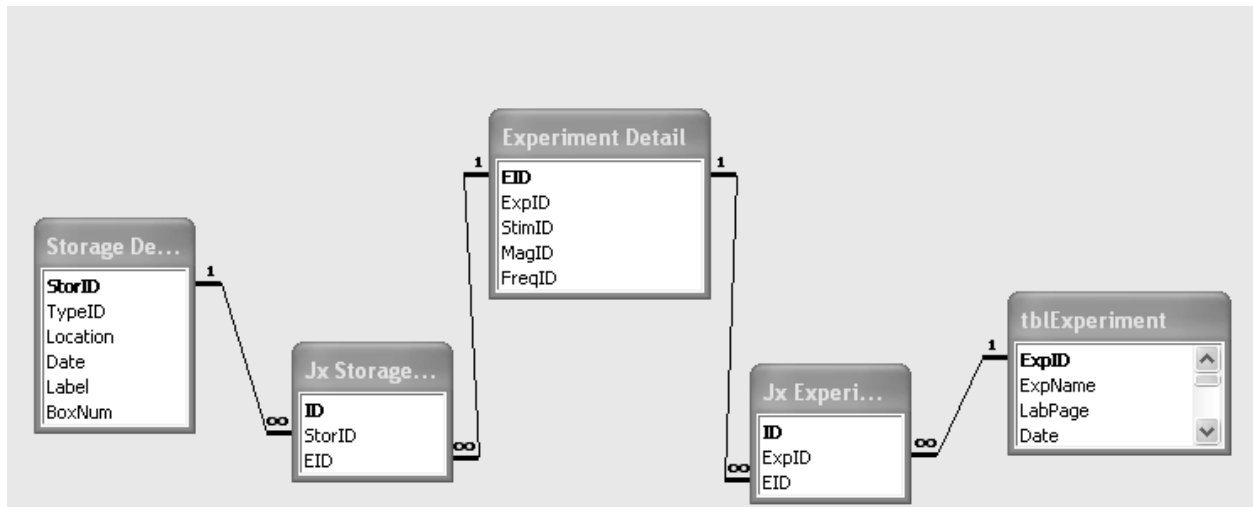 Storage De...
StorID
TypeID
Location
Date
Label
BoxNum
1
∞
Jx Storage...
ID
StorID
EID
∞
1
Experiment Detail
EID
ExpID
StimID
MagID
FreqID
1
∞
Jx Experi...
ID
ExpID
EID
∞
1
tblExperiment
ExpID
ExpName
LabPage
Date